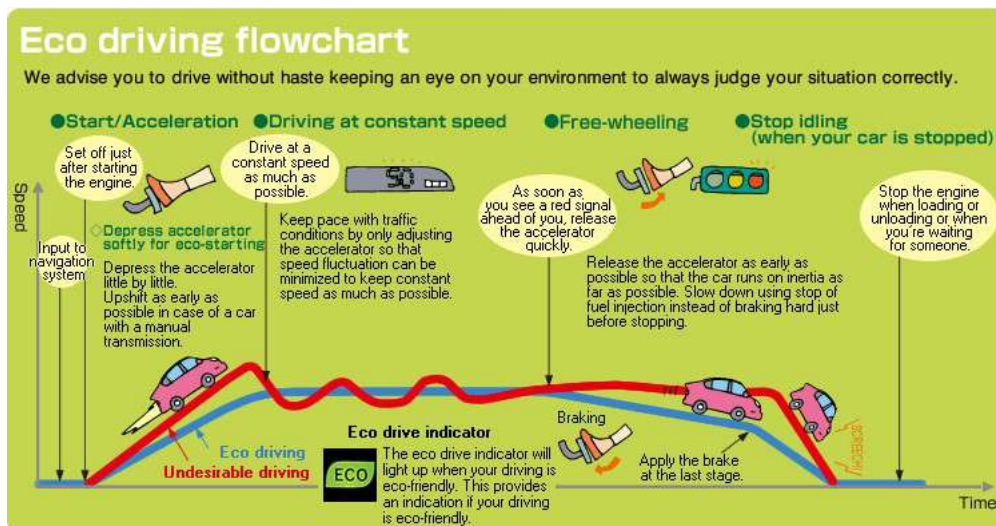 Eco driving flowchart
We advise you to drive without haste keeping an eye on your environment to always judge your situation correctly.
●Start/Acceleration
Set off just
after starting
the engine.
◇Depress accelerator
softly for eco-starting
Depress the accelerator
little by little.
Upshift as early as
possible in case of a car
with a manual
transmission.
Speed
Input to
navigation
system
●Driving at constant speed
Drive at a
constant speed
as much as
possible.
50
Keep pace with traffic
conditions by only adjusting
the accelerator so that
speed fluctuation can be
minimized to keep constant
speed as much as possible.
●Free-wheeling
As soon as
you see a red signal
ahead of you, release
the accelerator
quickly.
Release the accelerator as early as
possible so that the car runs on inertia as
far as possible. Slow down using stop of
fuel injection instead of braking hard just
before stopping.
●Stop idling
(when your car is stopped)
Stop the engine
when loading or
unloading or when
you're waiting
for someone.
Eco driving
Undesirable driving
Eco drive indicator
ECO
The eco drive indicator will
light up when your driving is
eco-friendly. This provides
an indication if your driving
is eco-friendly.
Braking
Apply the brake
at the last stage.
SCREECH!
Time